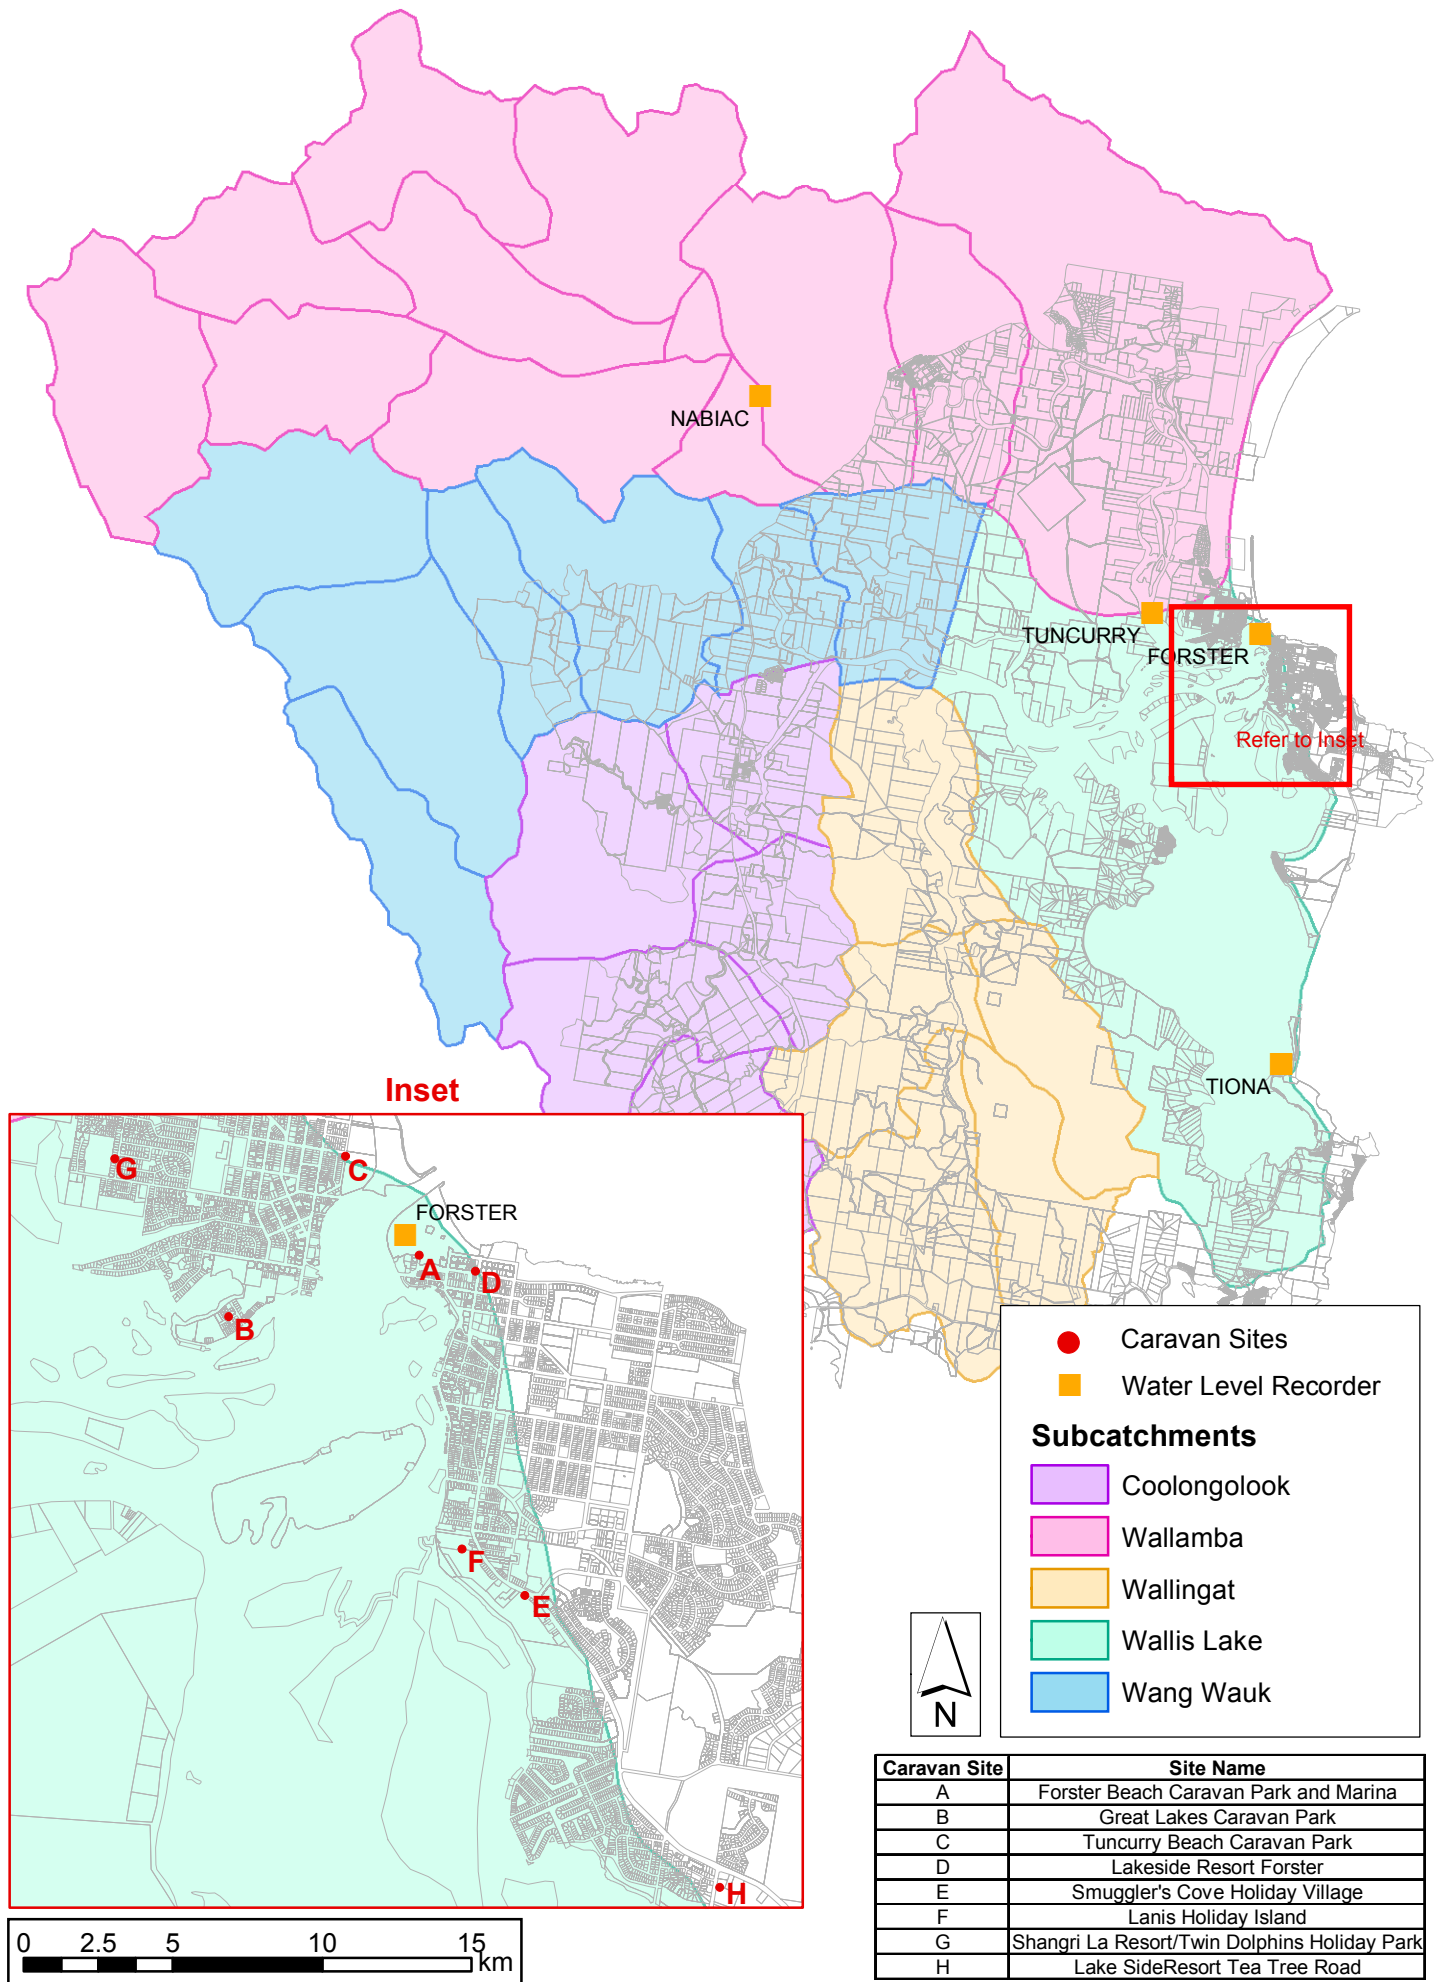 NABIAC
TUNCURRY
FORSTER
Refer to Inset
TIONA
Inset
G
C
FORSTER
A
D
B
F
E
H
Caravan Sites
Water Level Recorder
Subcatchments
Coolongolook
Wallamba
Wallingat
Wallis Lake
Wang Wauk
N
Caravan Site Site Name
A Forster Beach Caravan Park and Marina
B Great Lakes Caravan Park
C Tuncurry Beach Caravan Park
D Lakeside Resort Forster
E Smuggler's Cove Holiday Village
F Lanis Holiday Island
G Shangri La Resort/Twin Dolphins Holiday Park
H Lake SideResort Tea Tree Road
0 2.5 5 10 15 km